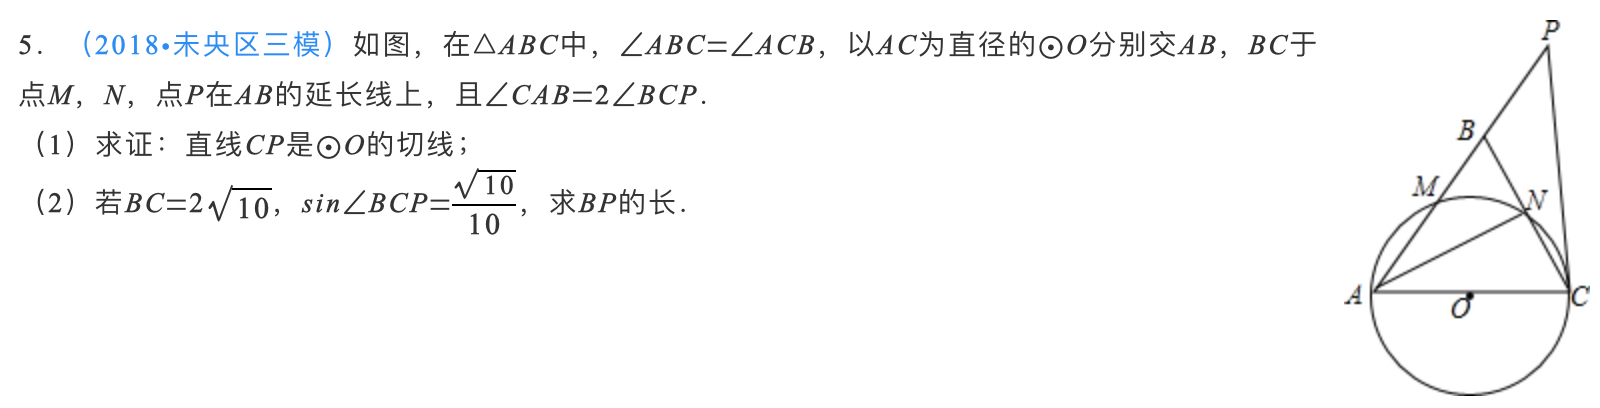 5. （2018•未央区三模）如图，在△ABC中，∠ABC=∠ACB，以AC为直径的⊙O分别交AB，BC于
点M，N，点P在AB的延长线上，且∠CAB=2∠BCP．
（1）求证：直线CP是⊙O的切线；
（2）若BC=2√10，sin∠BCP=√10/10，求BP的长．
P
B
M
N
A
O
C